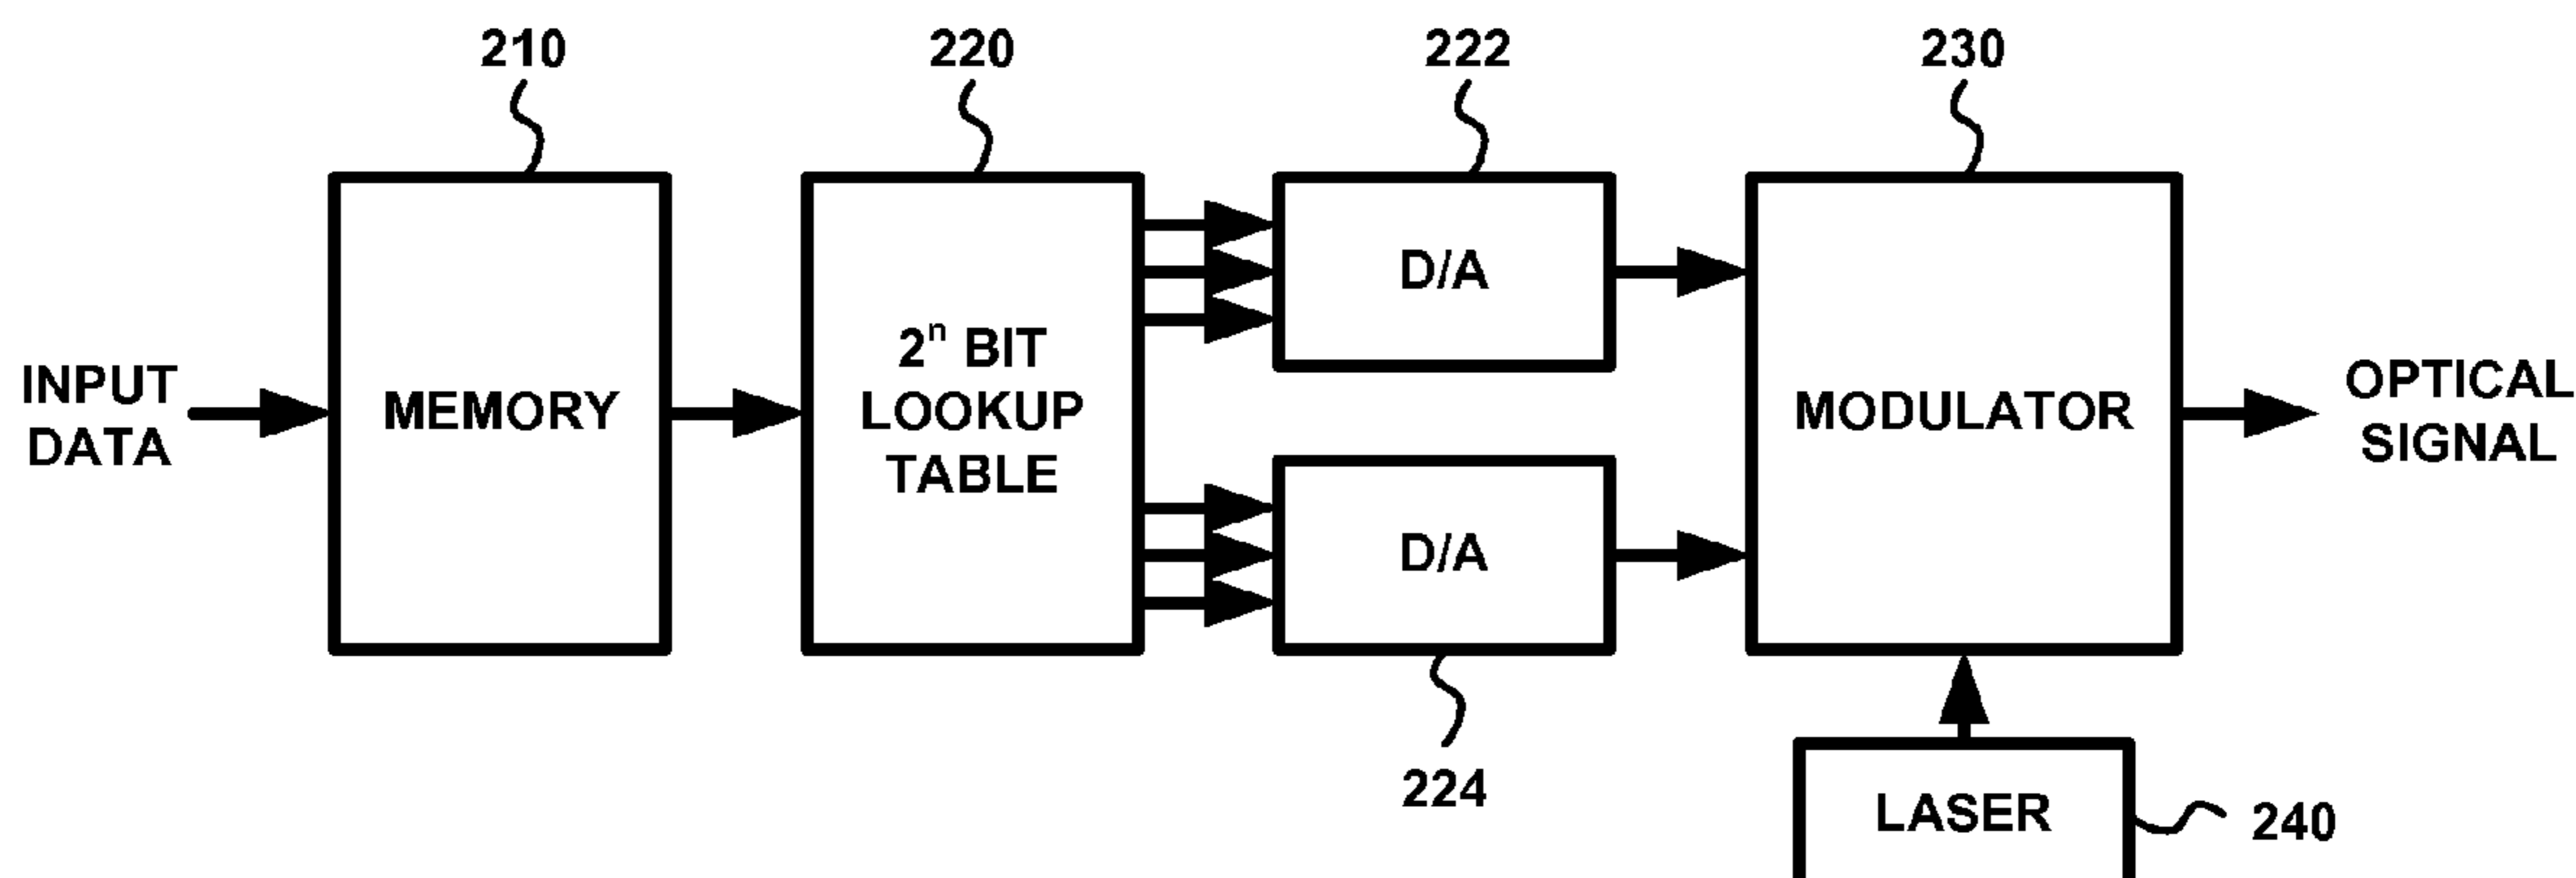 210
220
222
230
INPUT
DATA
MEMORY
2ⁿ BIT
LOOKUP
TABLE
D/A
D/A
MODULATOR
OPTICAL
SIGNAL
224
LASER
240